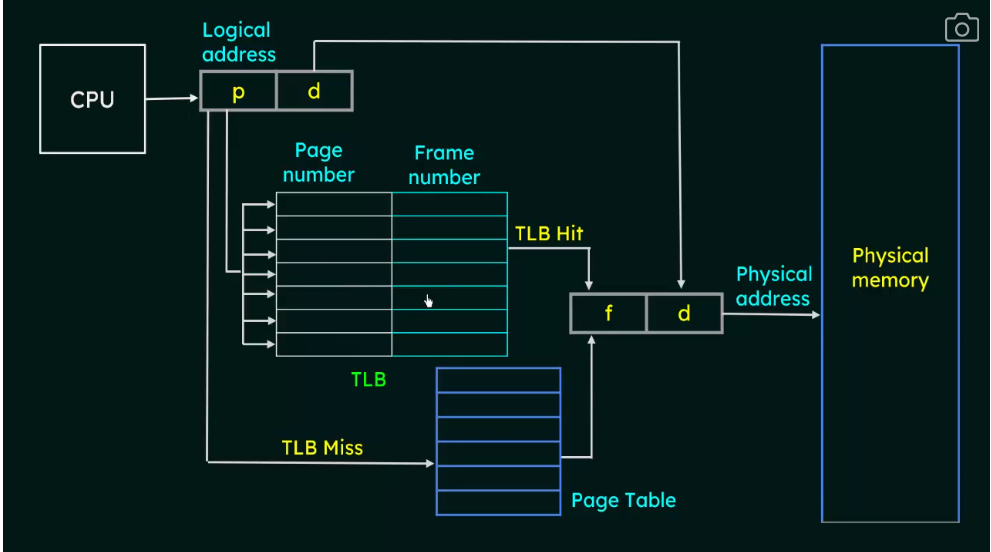 Logical
address
CPU
p
d
Page
number
Frame
number
TLB Hit
Physical
address
Physical
memory
f
d
TLB
TLB Miss
Page Table